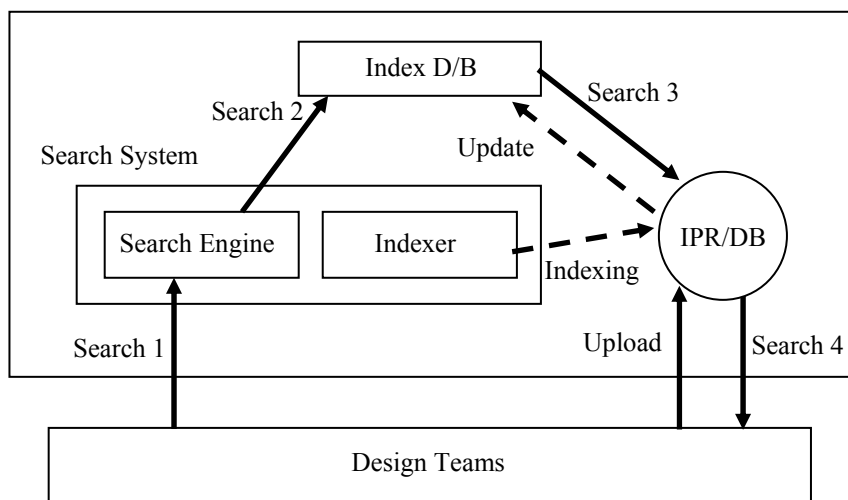 Index D/B
Search 2
Search 3
Search System
Update
Search Engine
Indexer
IPR/DB
Indexing
Search 1
Upload
Search 4
Design Teams